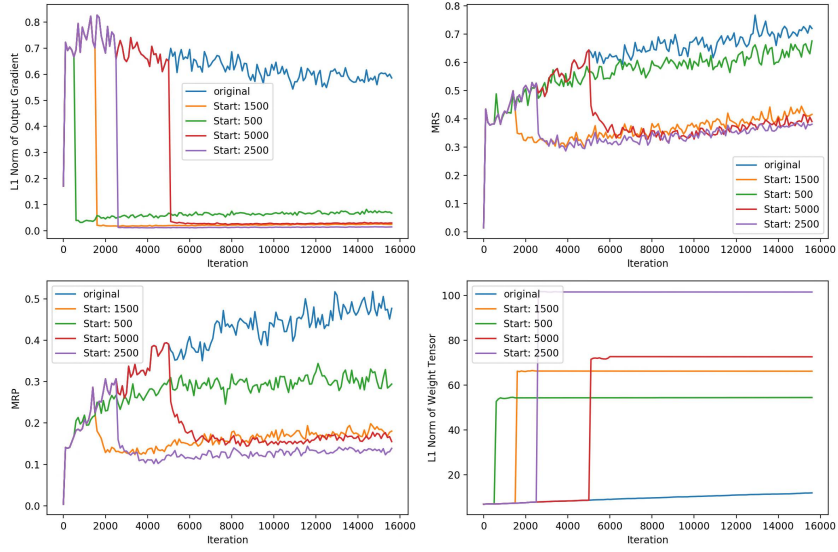 L1 Norm of Output Gradient
0.8
0.7
0.6
0.5
0.4
0.3
0.2
0.1
0.0
original
Start: 1500
Start: 500
Start: 5000
Start: 2500
0 2000 4000 6000 8000 10000 12000 14000 16000
Iteration
MRS
0.8
0.7
0.6
0.5
0.4
0.3
0.2
0.1
0.0
original
Start: 1500
Start: 500
Start: 5000
Start: 2500
0 2000 4000 6000 8000 10000 12000 14000 16000
Iteration
MRP
0.5
0.4
0.3
0.2
0.1
0.0
original
Start: 1500
Start: 500
Start: 5000
Start: 2500
0 2000 4000 6000 8000 10000 12000 14000 16000
Iteration
L1 Norm of Weight Tensor
100
80
60
40
20
original
Start: 1500
Start: 500
Start: 5000
Start: 2500
0 2000 4000 6000 8000 10000 12000 14000 16000
Iteration